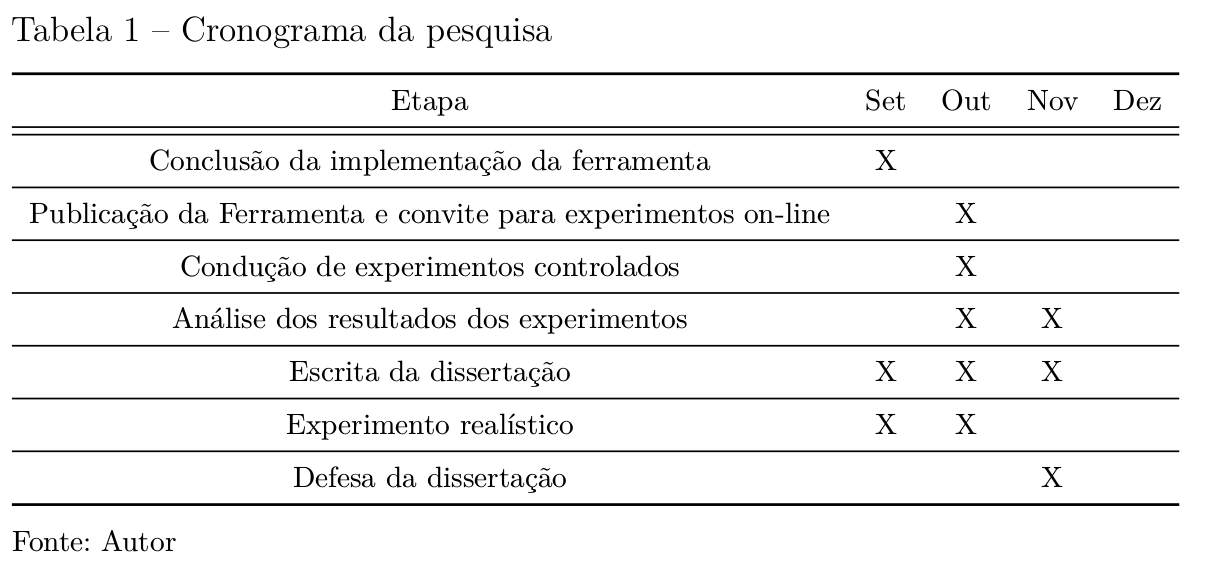 Tabela 1 – Cronograma da pesquisa
Etapa Set Out Nov Dez
Conclusão da implementação da ferramenta X
Publicação da Ferramenta e convite para experimentos on-line X
Condução de experimentos controlados X
Análise dos resultados dos experimentos X X
Escrita da dissertação X X X
Experimento realístico X X
Defesa da dissertação X
Fonte: Autor